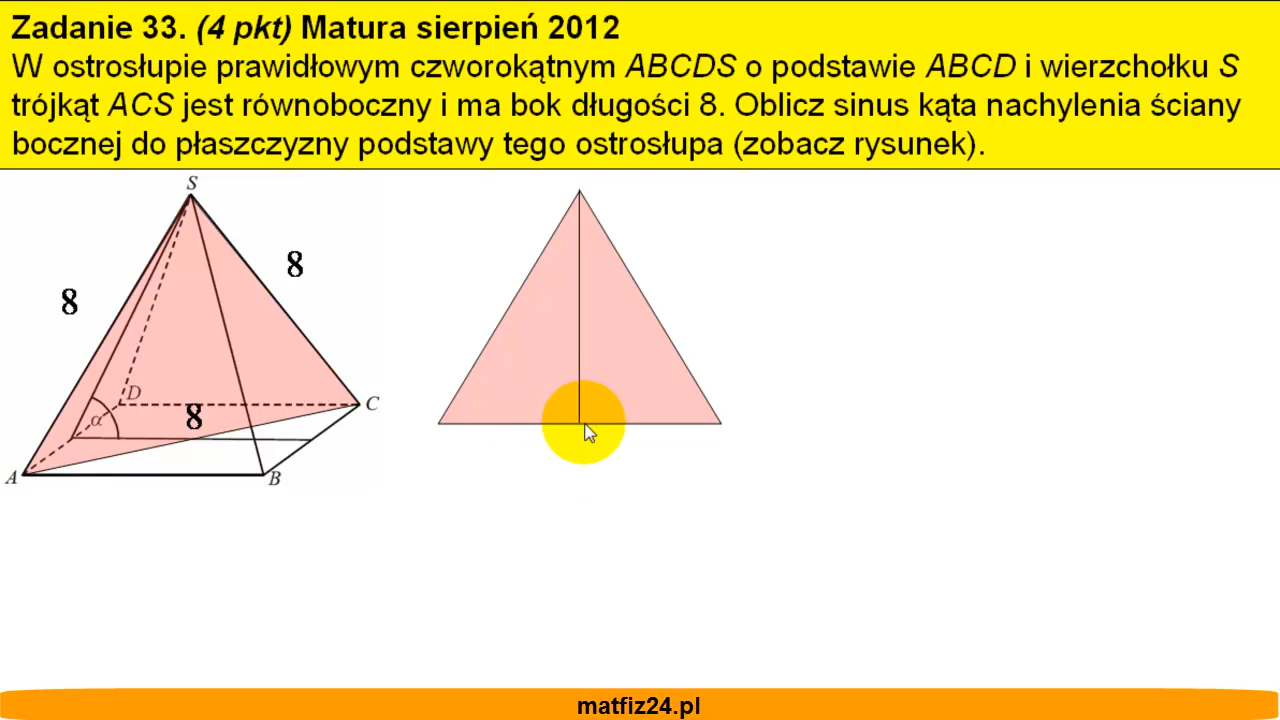 Zadanie 33. (4 pkt) Matura sierpień 2012
W ostrosłupie prawidłowym czworokątnym ABCDS o podstawie ABCD i wierzchołku S
trójkąt ACS jest równoboczny i ma bok długości 8. Oblicz sinus kąta nachylenia ściany
bocznej do płaszczyzny podstawy tego ostrosłupa (zobacz rysunek).
S
8
8
D
C
α
8
A
B
matfiz24.pl